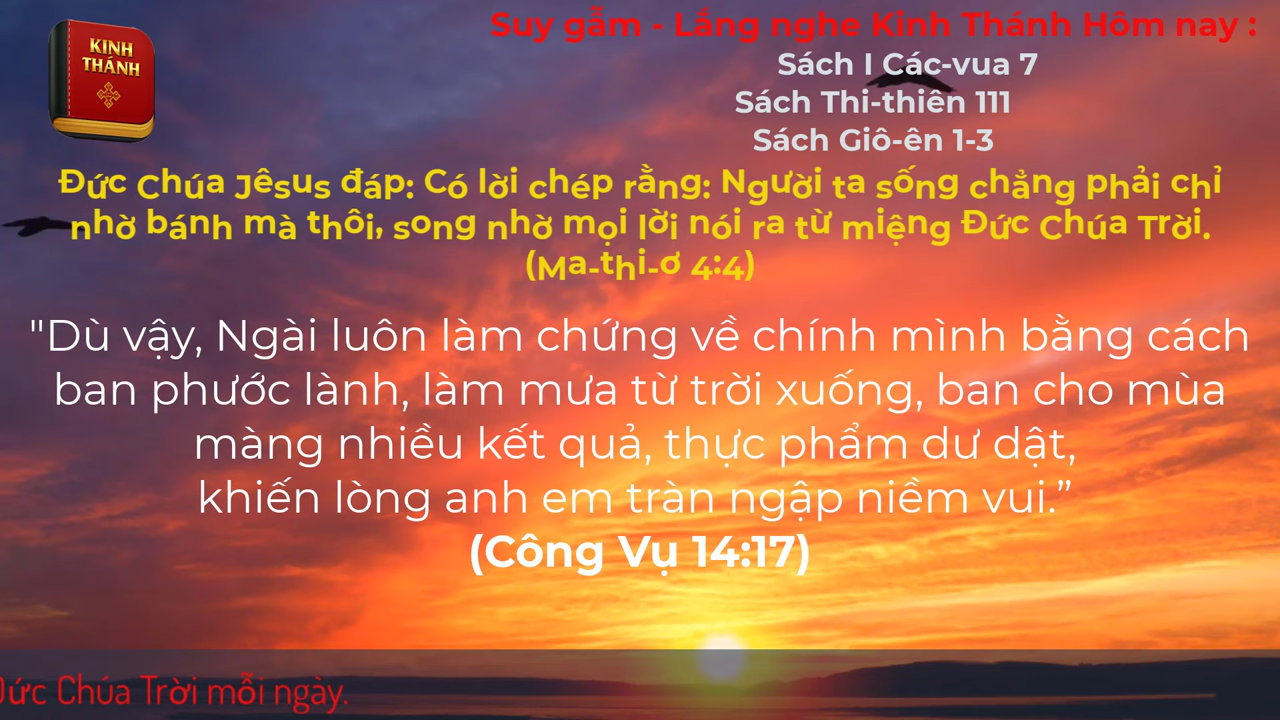 KINH
THÁNH
Suy gẫm - Lắng nghe Kinh Thánh Hôm nay :
Sách I Các-vua 7
Sách Thi-thiên 111
Sách Giô-ên 1-3
Đức Chúa Jêsus đáp: Có lời chép rằng: Người ta sống chẳng phải chỉ
nhờ bánh mà thôi, song nhờ mọi lời nói ra từ miệng Đức Chúa Trời.
(Ma-thi-ơ 4:4)
"Dù vậy, Ngài luôn làm chứng về chính mình bằng cách
ban phước lành, làm mưa từ trời xuống, ban cho mùa
màng nhiều kết quả, thực phẩm dư dật,
khiến lòng anh em tràn ngập niềm vui.”
(Công Vụ 14:17)
Đức Chúa Trời mỗi ngày.